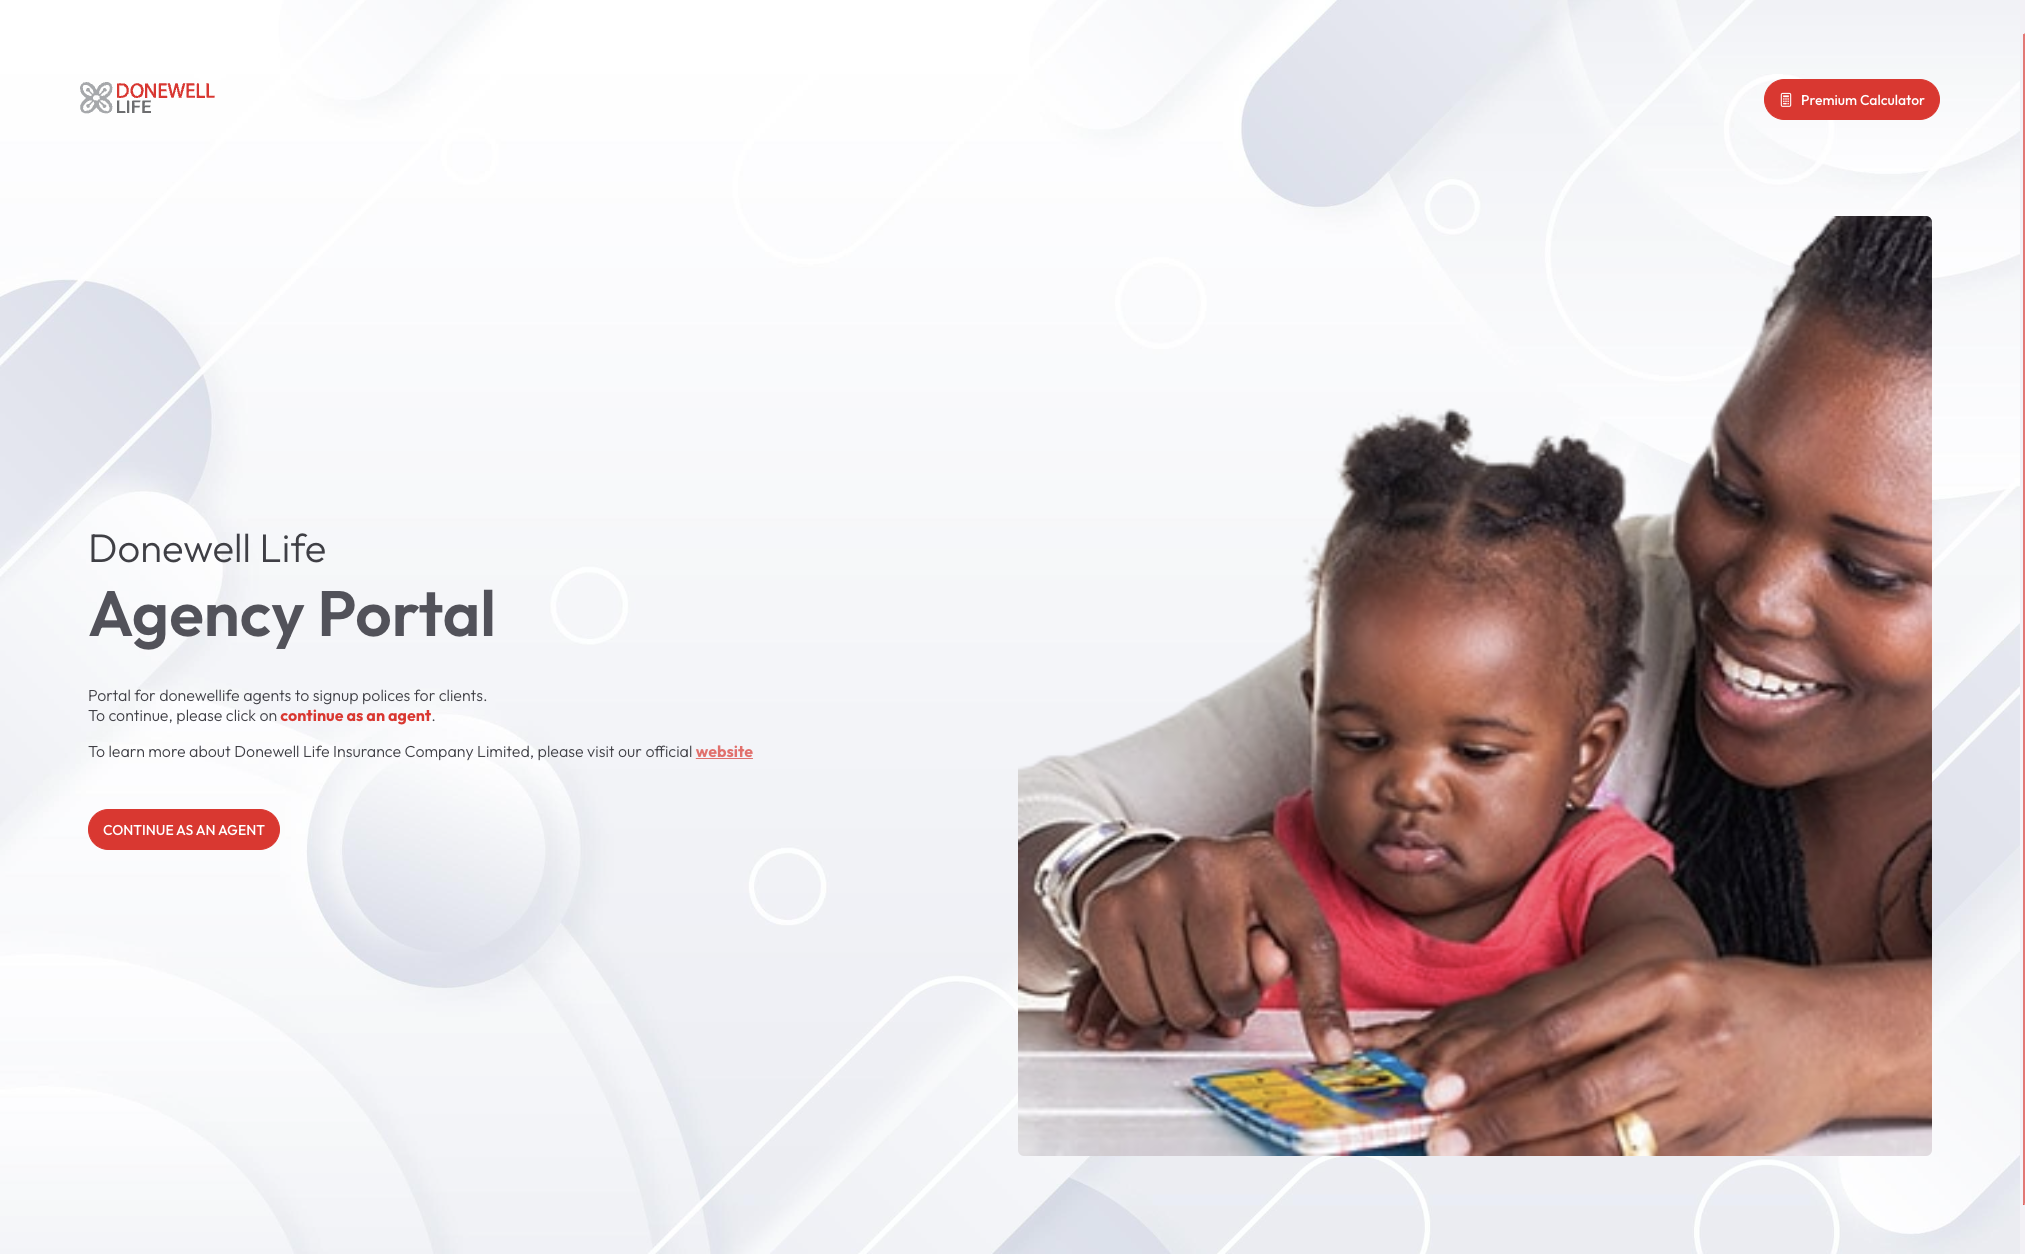 DONEWELL
LIFE
Premium Calculator
Donewell Life
Agency Portal
Portal for donewellife agents to signup polices for clients.
To continue, please click on continue as an agent.
To learn more about Donewell Life Insurance Company Limited, please visit our official website
CONTINUE AS AN AGENT